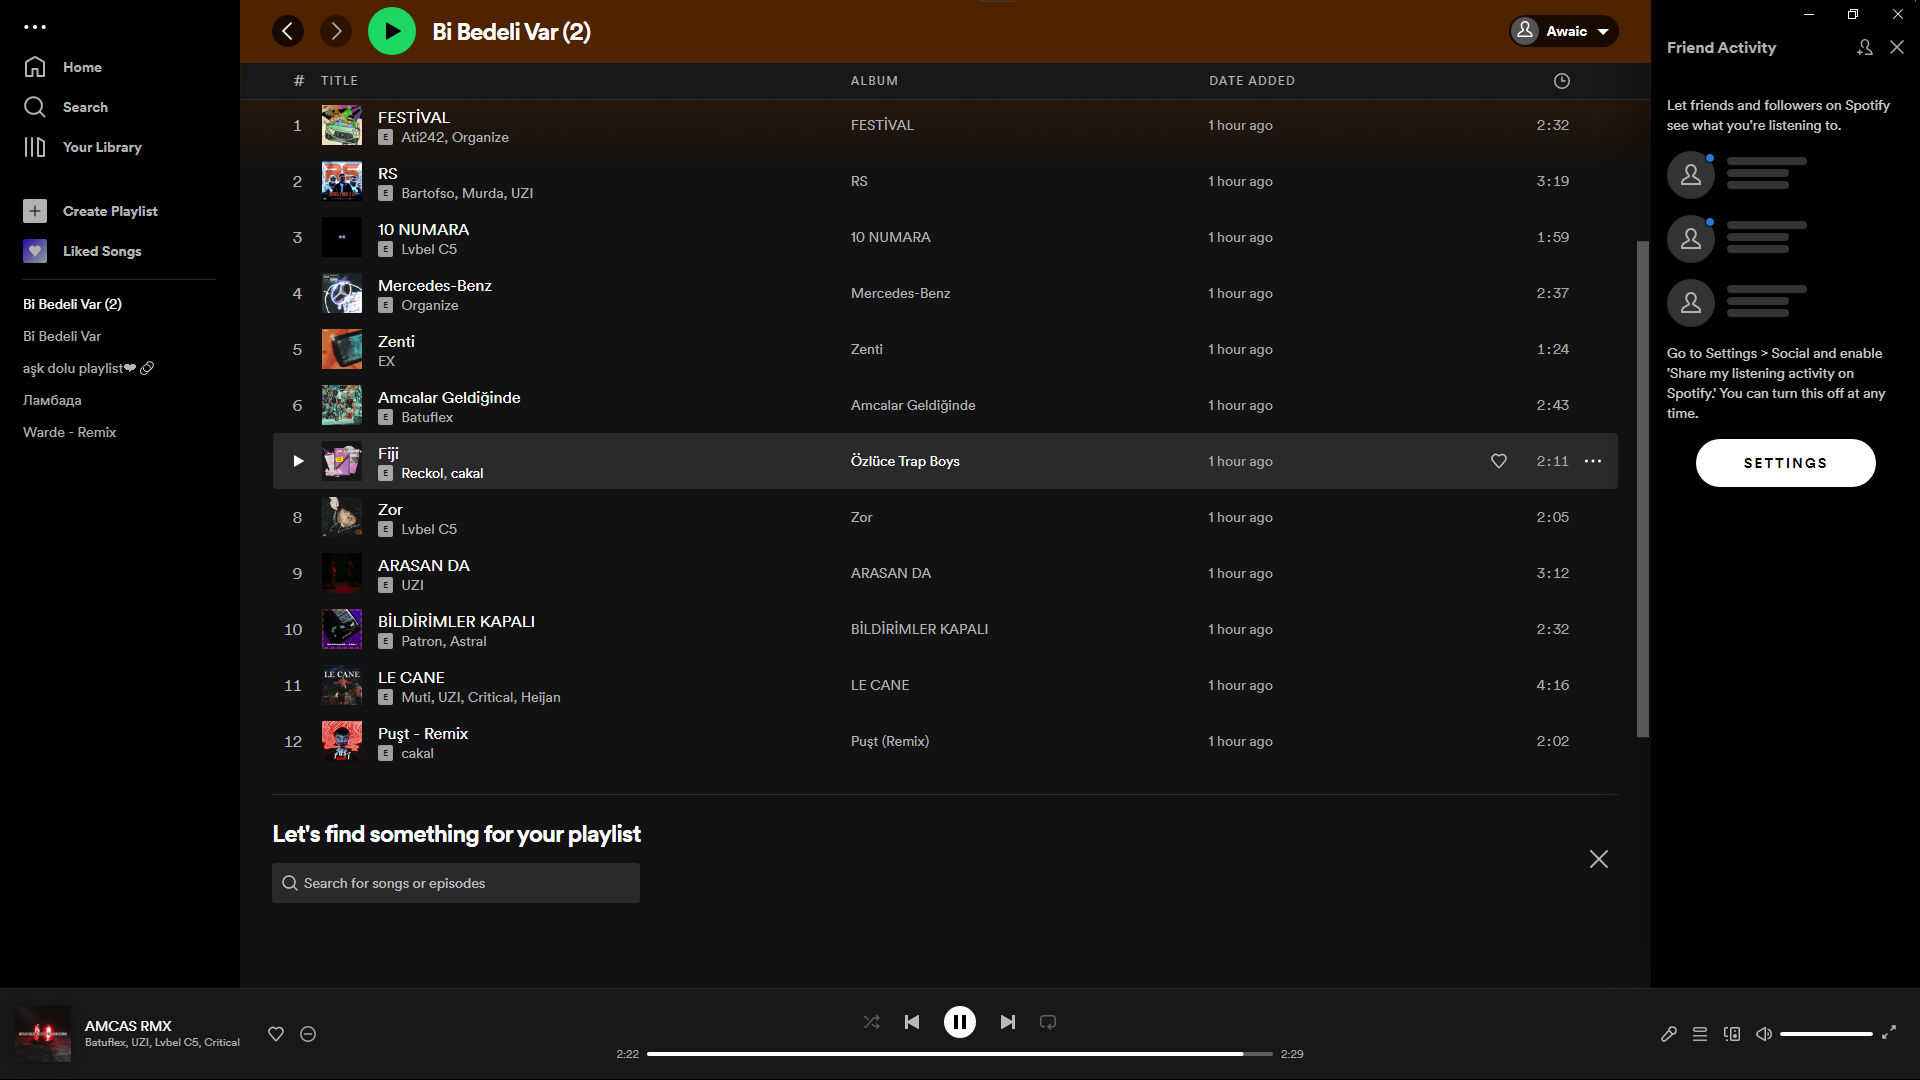 Home
Search
Your Library
Create Playlist
Liked Songs
Bi Bedeli Var (2)
Bi Bedeli Var
aşk dolu playlist❤🔗
Ламбада
Warde - Remix
Bi Bedeli Var (2)
Awaic
# TITLE ALBUM DATE ADDED
1 FESTİVAL FESTİVAL 1 hour ago 2:32
E Ati242, Organize
2 RS RS 1 hour ago 3:19
E Bartofso, Murda, UZI
3 10 NUMARA 10 NUMARA 1 hour ago 1:59
E Lvbel C5
4 Mercedes-Benz Mercedes-Benz 1 hour ago 2:37
E Organize
5 Zenti Zenti 1 hour ago 1:24
EX
6 Amcalar Geldiğinde Amcalar Geldiğinde 1 hour ago 2:43
E Batuflex
Fiji Özlüce Trap Boys 1 hour ago 2:11
E Reckol, cakal
8 Zor Zor 1 hour ago 2:05
E Lvbel C5
9 ARASAN DA ARASAN DA 1 hour ago 3:12
E UZI
10 BİLDİRİMLER KAPALI BİLDİRİMLER KAPALI 1 hour ago 2:32
E Patron, Astral
11 LE CANE LE CANE LE CANE 1 hour ago 4:16
E Muti, UZI, Critical, Heijan
12 Puşt - Remix Puşt (Remix) 1 hour ago 2:02
E cakal
Let's find something for your playlist
Search for songs or episodes
Friend Activity
Let friends and followers on Spotify
see what you're listening to.
Go to Settings > Social and enable
'Share my listening activity on
Spotify.' You can turn this off at any
time.
SETTINGS
AMCAS RMX
Batuflex, UZI, Lvbel C5, Critical
2:22 2:29